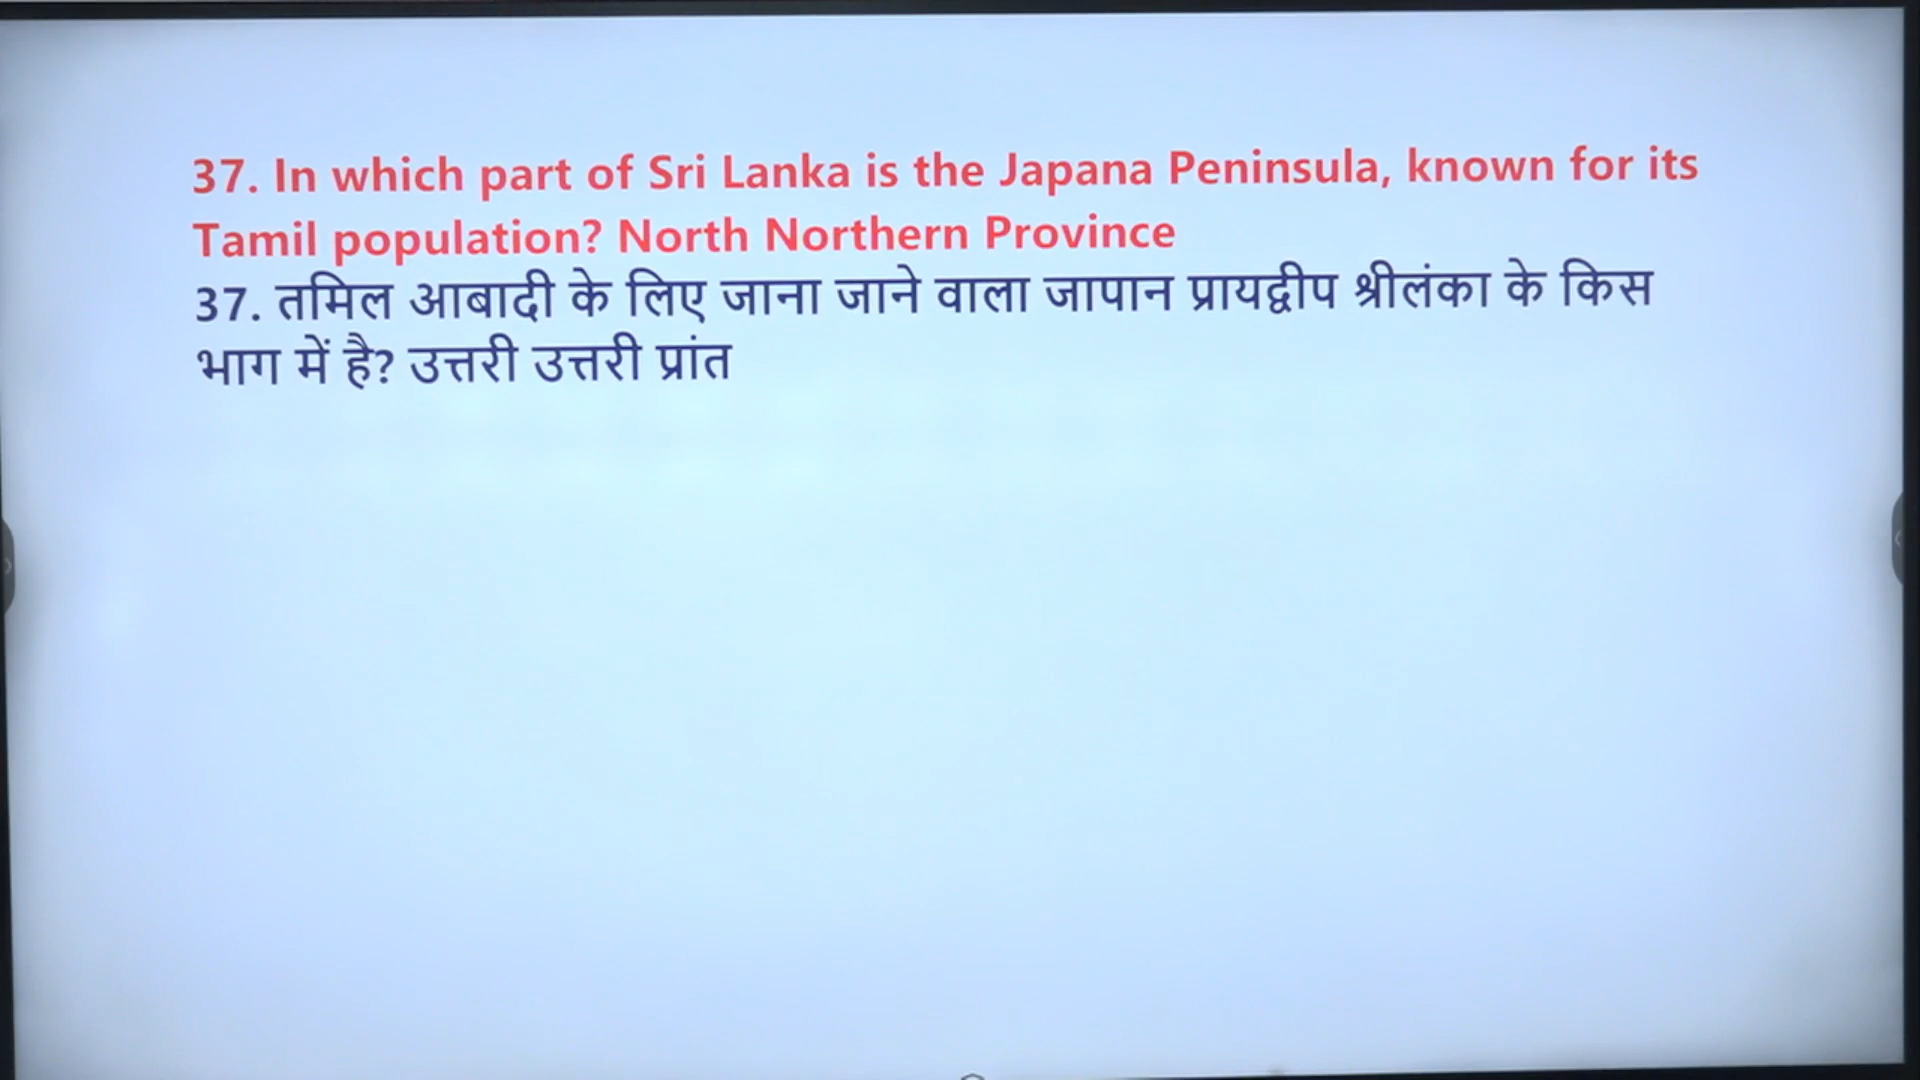 37. In which part of Sri Lanka is the Japana Peninsula, known for its
Tamil population? North Northern Province
37. तमिल आबादी के लिए जाना जाने वाला जापान प्रायद्वीप श्रीलंका के किस
भाग में है? उत्तरी उत्तरी प्रांत